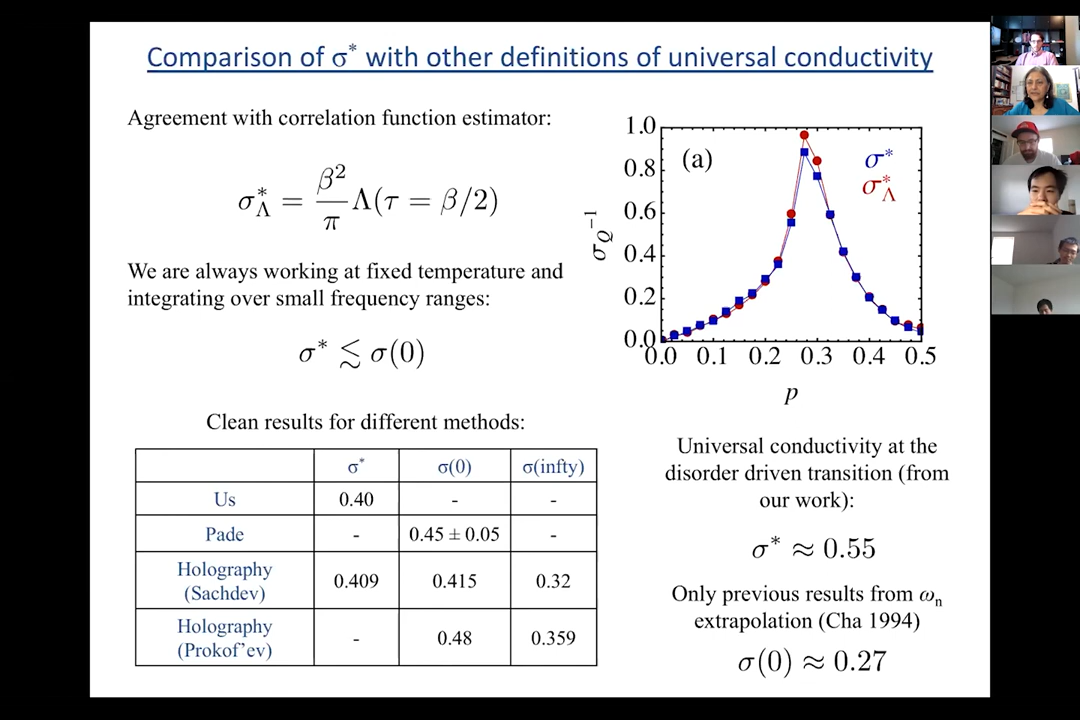 Comparison of σ* with other definitions of universal conductivity
Agreement with correlation function estimator:
σ*_Λ = β²/π Λ(τ = β/2)
We are always working at fixed temperature and
integrating over small frequency ranges:
σ* ≲ σ(0)
Clean results for different methods:
σ* σ(0) σ(infty)
Us 0.40 - -
Pade - 0.45 ± 0.05 -
Holography
(Sachdev) 0.409 0.415 0.32
Holography
(Prokof’ev) - 0.48 0.359
(a)
σ*
σ*_Λ
σ_Q⁻¹
1.0
0.8
0.6
0.4
0.2
0.0
0.0 0.1 0.2 0.3 0.4 0.5
p
Universal conductivity at the
disorder driven transition (from
our work):
σ* ≈ 0.55
Only previous results from ωₙ
extrapolation (Cha 1994)
σ(0) ≈ 0.27